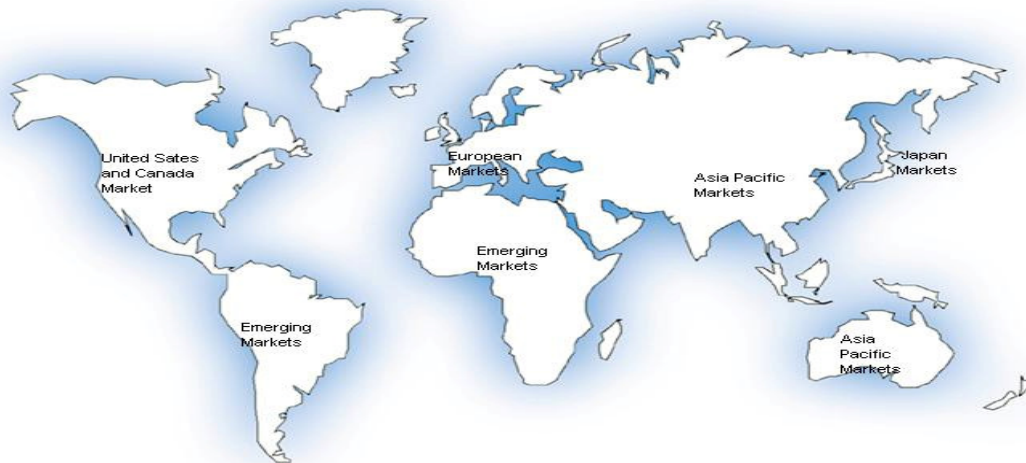 United Sates
and Canada
Market
European
Markets
Asia Pacific
Markets
Japan
Markets
Emerging
Markets
Emerging
Markets
Asia
Pacific
Markets